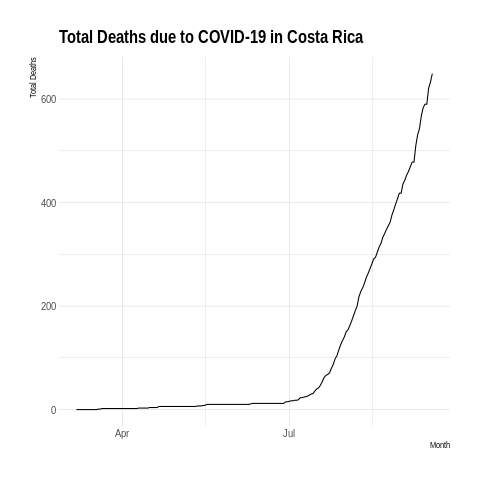 Total Deaths due to COVID-19 in Costa Rica
Total Deaths
600
400
200
0
Apr
Jul
Month